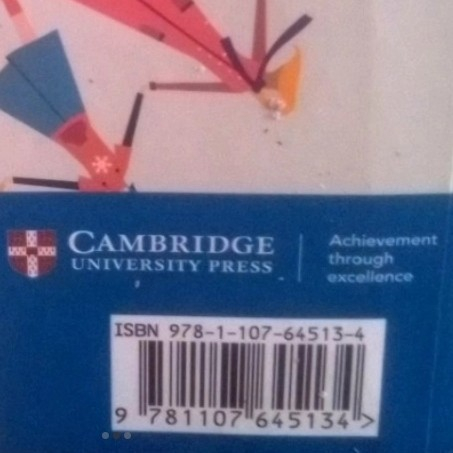 CAMBRIDGE
UNIVERSITY PRESS
Achievement
through
excellence
ISBN 978-1-107-64513-4
9 781107 645134 >